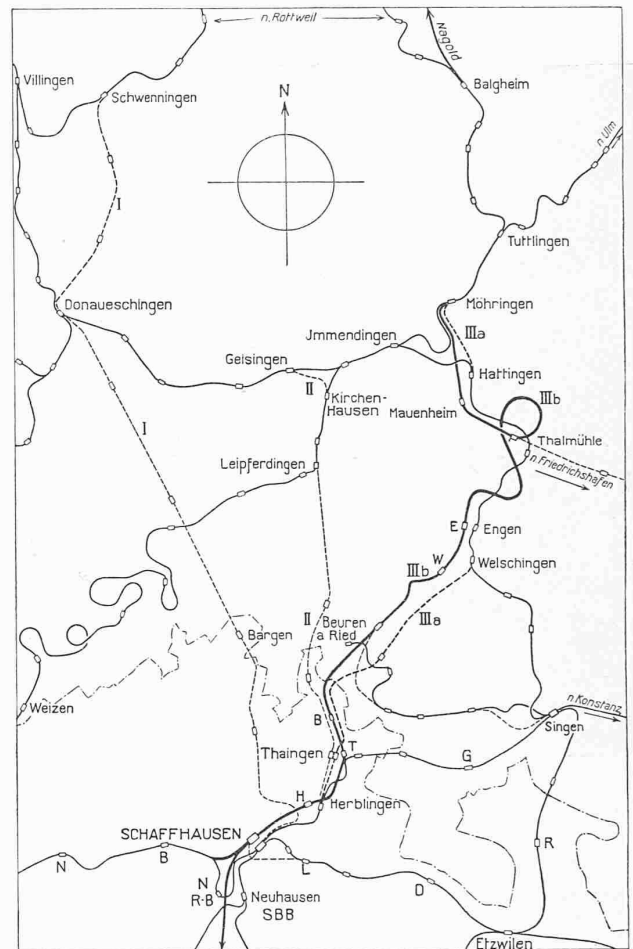 n. Rottweil
Nagold
Villingen
Balgheim
Schwenningen
N
n. Ulm
I
Tuttlingen
Donaueschingen
Möhringen
IIIa
Jmmendingen
Geisingen
II
Hattingen
Kirchen-
Hausen
Mauenheim
IIIb
I
Thalmühle
Leipferdingen
n. Friedrichshafen
E
Engen
W
Welschingen
IIIb
II
Beuren
a Ried
IIIa
Bargen
Weizen
n. Konstanz
Singen
B
Thaingen
T
G
H
Herblingen
SCHAFFHAUSEN
R
N
B
L
N
R-B
Neuhausen
SBB
D
Etzwilen